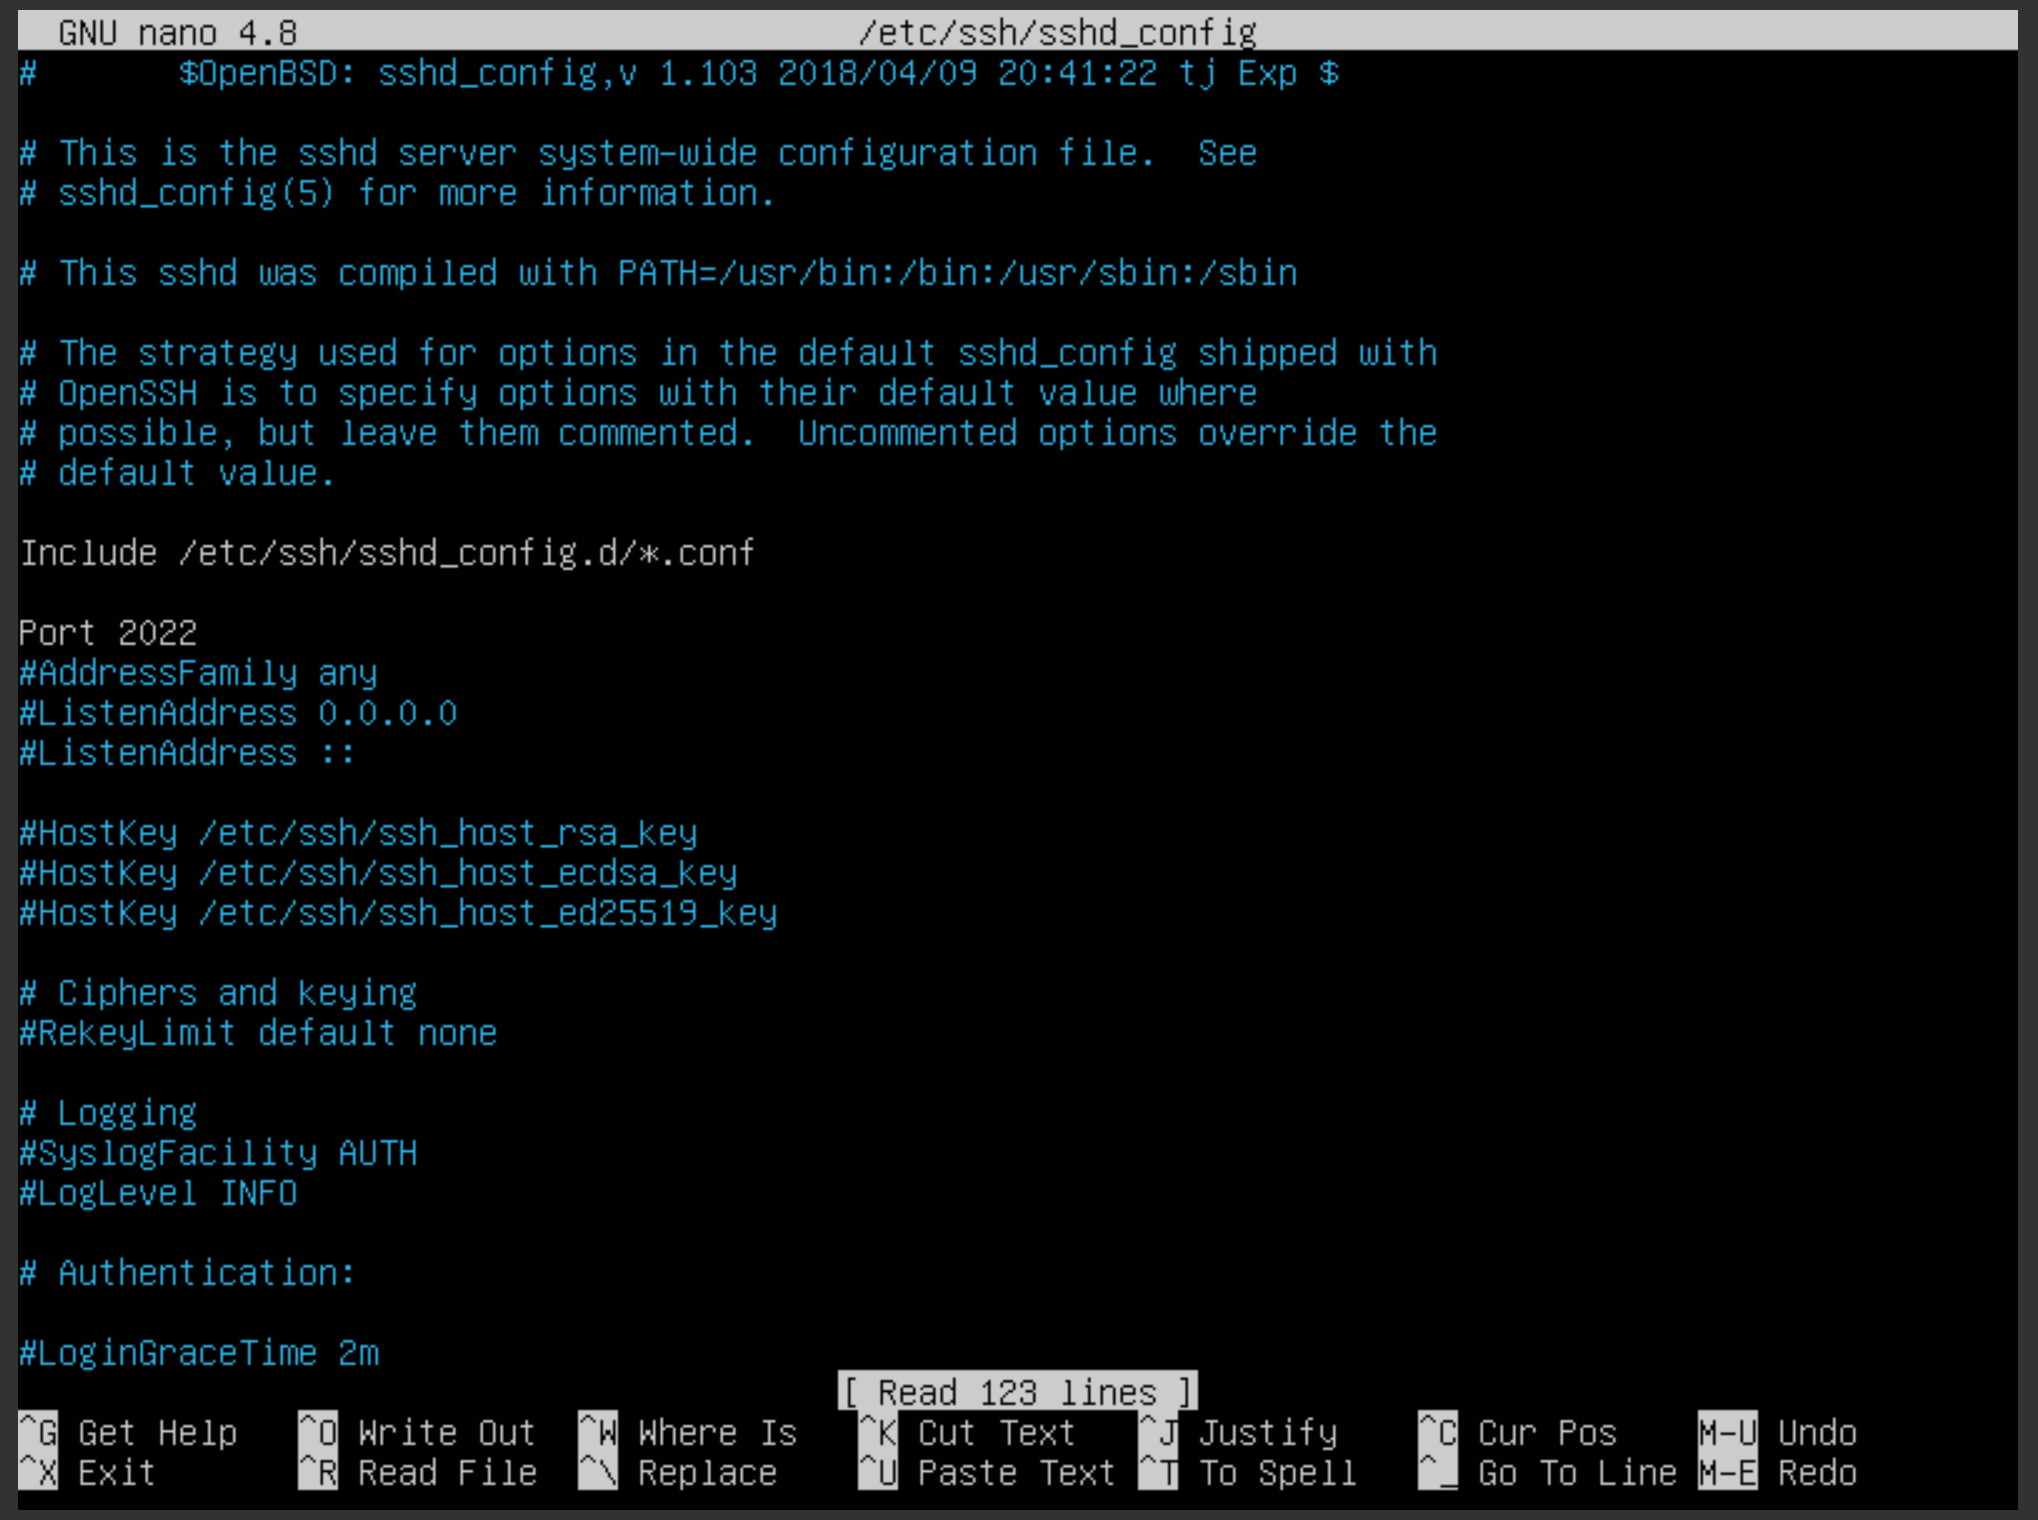 GNU nano 4.8 /etc/ssh/sshd_config
# $OpenBSD: sshd_config,v 1.103 2018/04/09 20:41:22 tj Exp $
# This is the sshd server system-wide configuration file.  See
# sshd_config(5) for more information.
# This sshd was compiled with PATH=/usr/bin:/bin:/usr/sbin:/sbin
# The strategy used for options in the default sshd_config shipped with
# OpenSSH is to specify options with their default value where
# possible, but leave them commented.  Uncommented options override the
# default value.
Include /etc/ssh/sshd_config.d/*.conf
Port 2022
#AddressFamily any
#ListenAddress 0.0.0.0
#ListenAddress ::
#HostKey /etc/ssh/ssh_host_rsa_key
#HostKey /etc/ssh/ssh_host_ecdsa_key
#HostKey /etc/ssh/ssh_host_ed25519_key
# Ciphers and keying
#RekeyLimit default none
# Logging
#SyslogFacility AUTH
#LogLevel INFO
# Authentication:
#LoginGraceTime 2m
[ Read 123 lines ]
^G Get Help ^O Write Out ^W Where Is ^K Cut Text ^J Justify ^C Cur Pos M-U Undo
^X Exit ^R Read File ^\ Replace ^U Paste Text ^T To Spell ^_ Go To Line M-E Redo